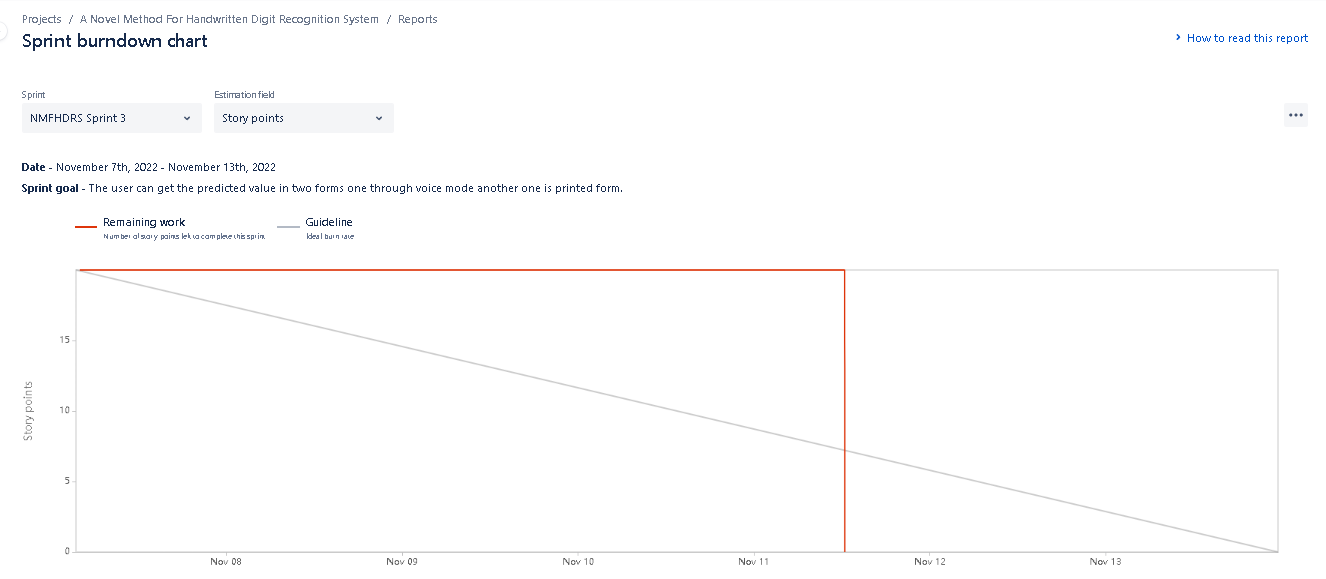 Projects / A Novel Method For Handwritten Digit Recognition System / Reports
Sprint burndown chart
How to read this report
Sprint
Estimation field
NMFHDRS Sprint 3
Story points
Date - November 7th, 2022 - November 13th, 2022
Sprint goal - The user can get the predicted value in two forms one through voice mode another one is printed form.
Remaining work
Guideline
Number of story points left to complete this sprint
Ideal burn rate
15
10
5
0
Story points
Nov 08
Nov 09
Nov 10
Nov 11
Nov 12
Nov 13